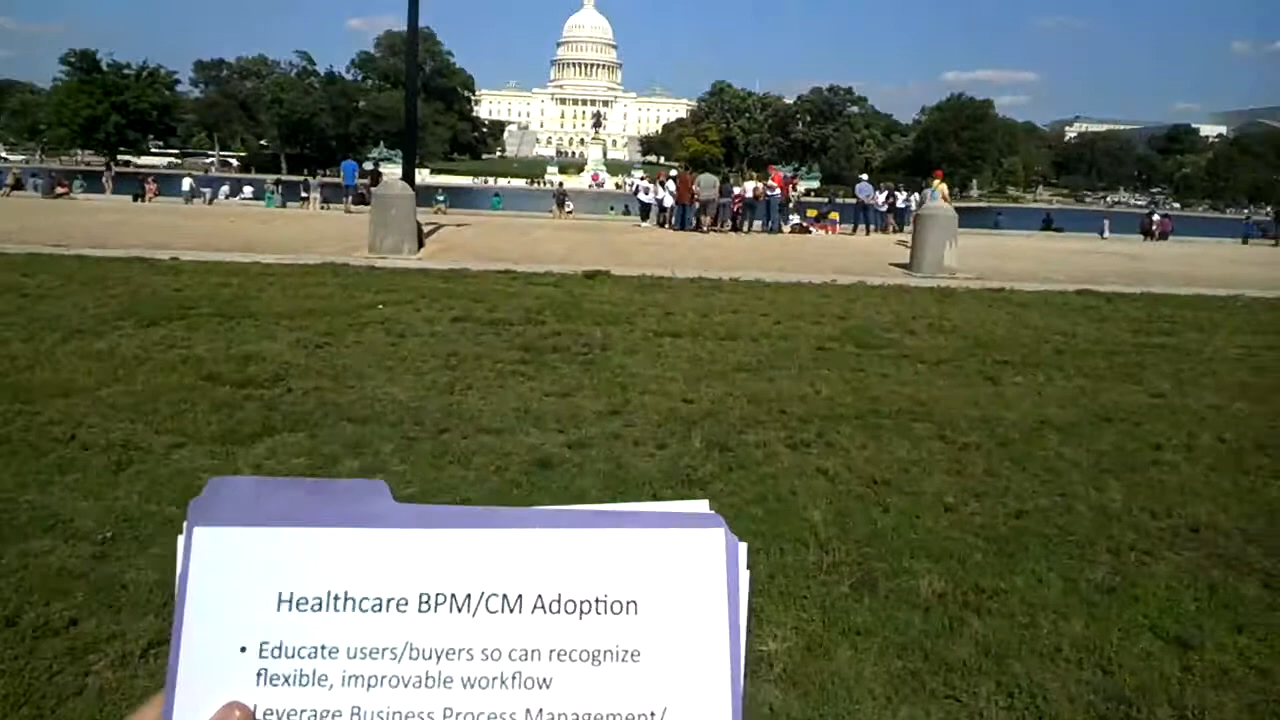 Healthcare BPM/CM Adoption
• Educate users/buyers so can recognize
flexible, improvable workflow
Leverage Business Process Management/